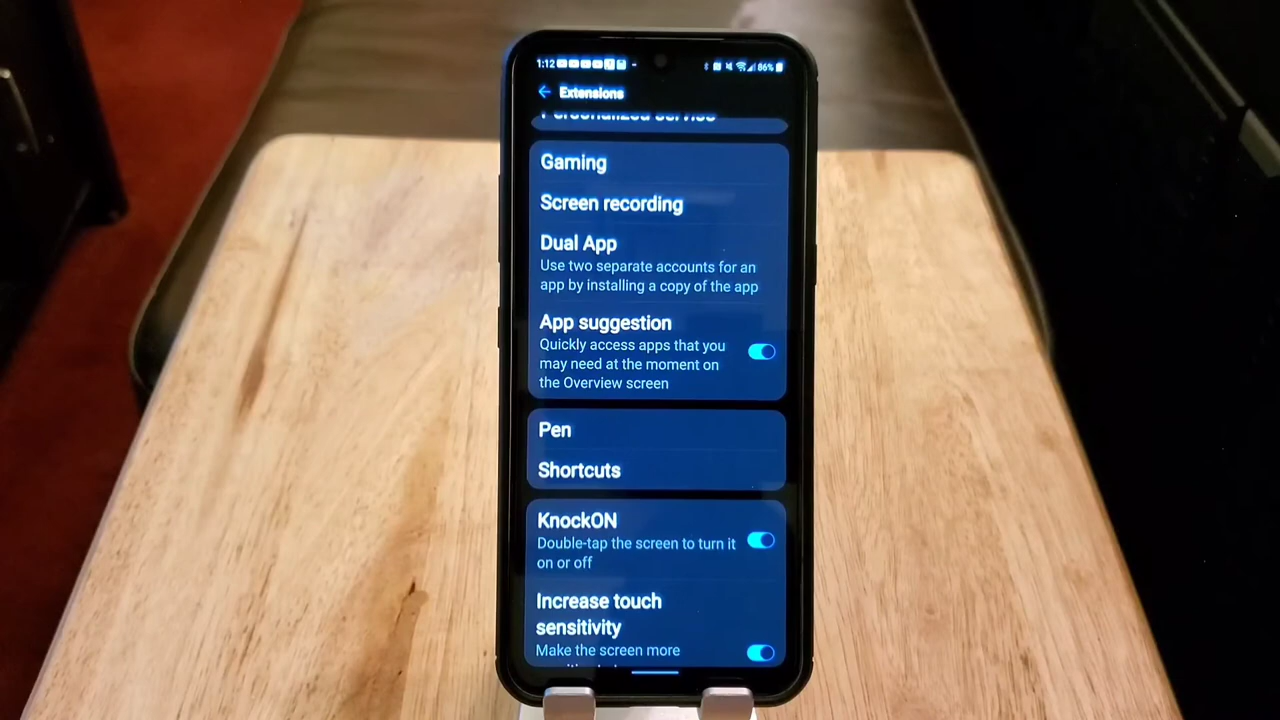 1:12
86%
Extensions
Personalized service
Gaming
Screen recording
Dual App
Use two separate accounts for an
app by installing a copy of the app
App suggestion
Quickly access apps that you
may need at the moment on
the Overview screen
Pen
Shortcuts
KnockON
Double-tap the screen to turn it
on or off
Increase touch
sensitivity
Make the screen more